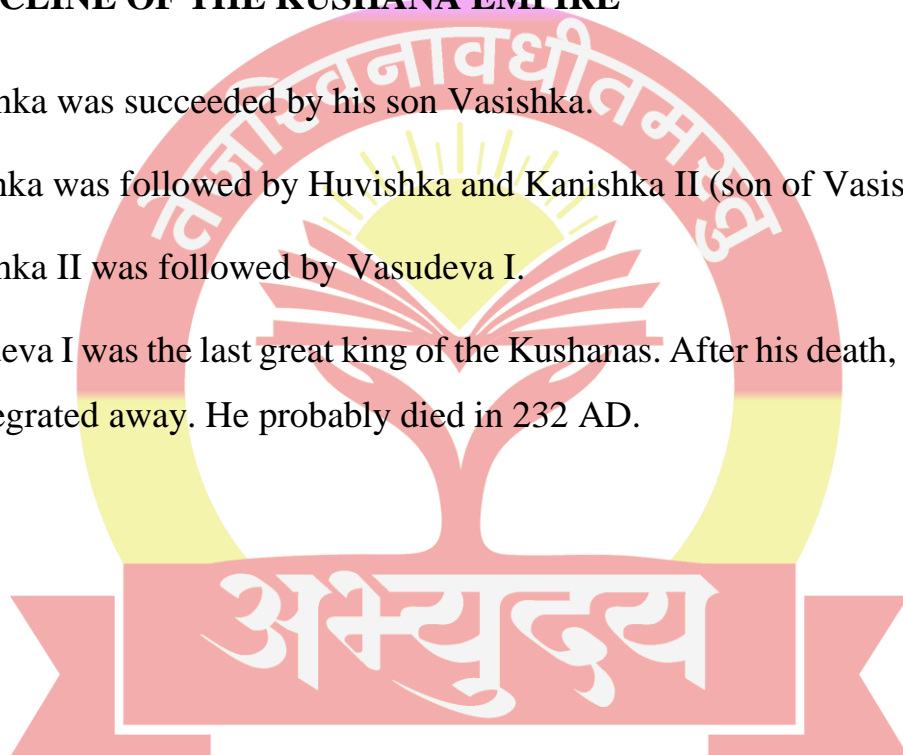 CLINE OF THE KUSHANA EMPIRE
hka was succeeded by his son Vasishka.
hka was followed by Huvishka and Kanishka II (son of Vasis
hka II was followed by Vasudeva I.
eva I was the last great king of the Kushanas. After his death,
egrated away. He probably died in 232 AD.
तेजस्विनावधीतमस्तु
अभ्युदय